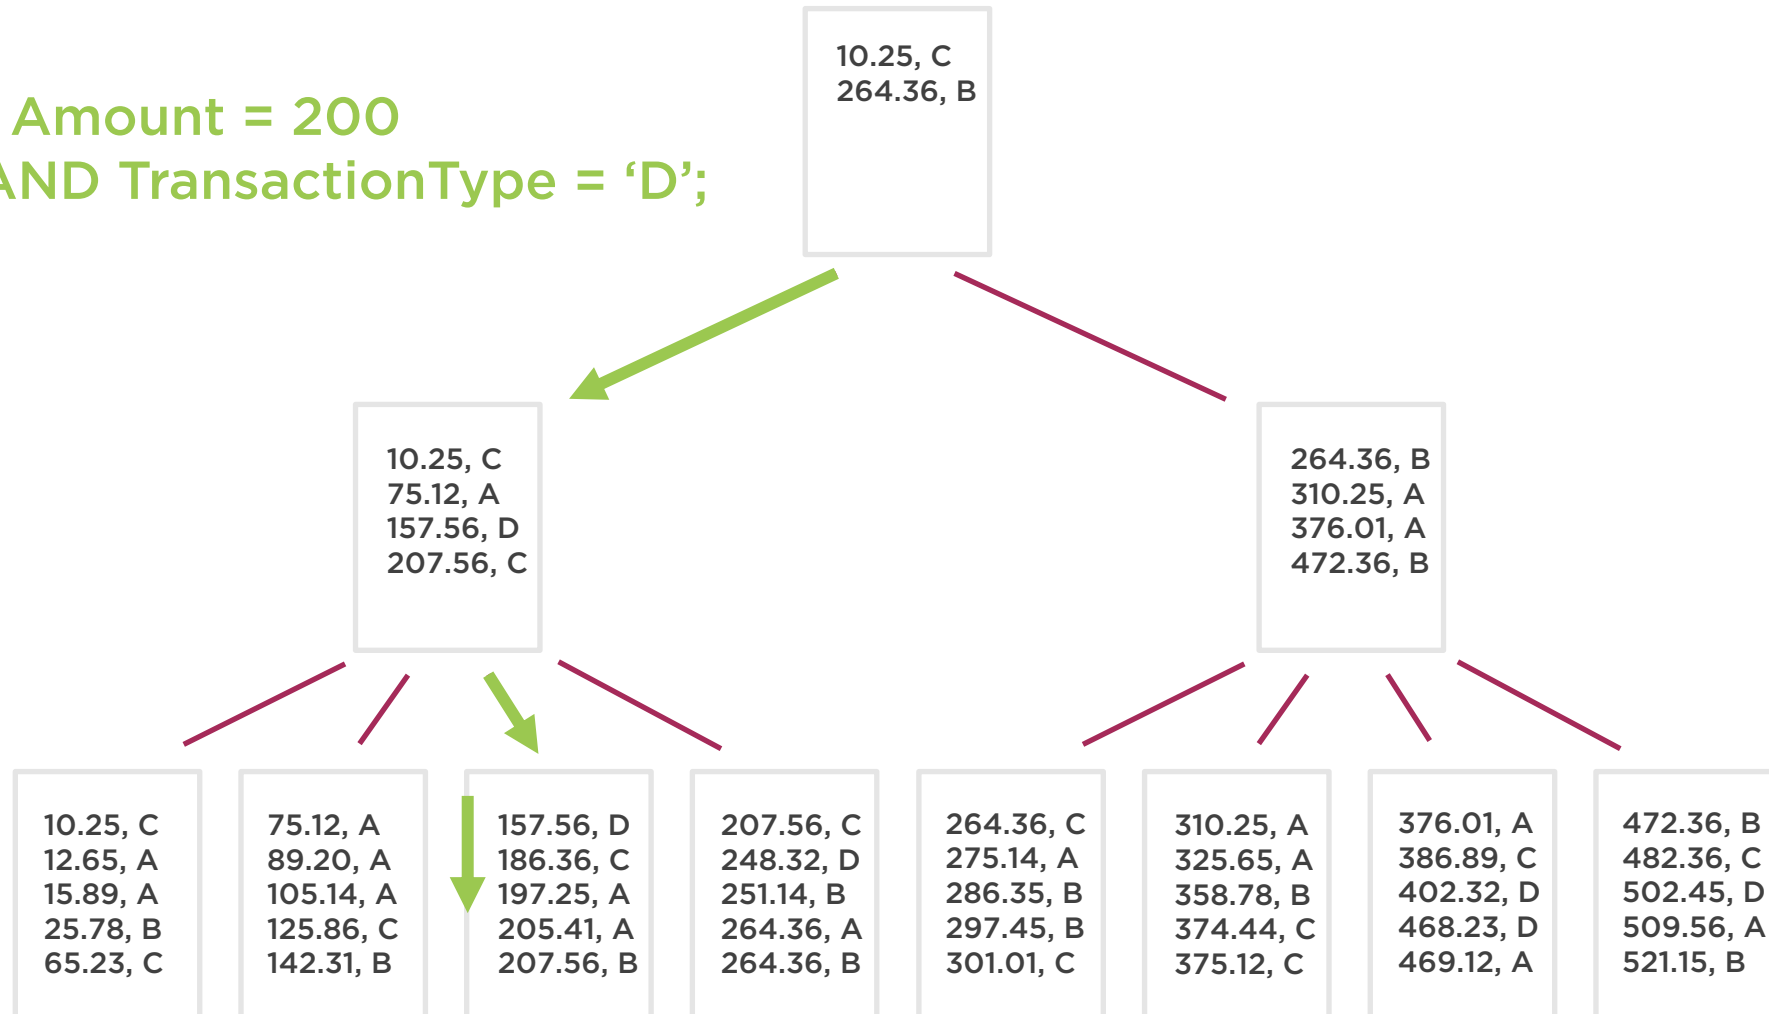 Amount = 200
AND TransactionType = ‘D’;
10.25, C
264.36, B
10.25, C
75.12, A
157.56, D
207.56, C
264.36, B
310.25, A
376.01, A
472.36, B
10.25, C
12.65, A
15.89, A
25.78, B
65.23, C
75.12, A
89.20, A
105.14, A
125.86, C
142.31, B
157.56, D
186.36, C
197.25, A
205.41, A
207.56, B
207.56, C
248.32, D
251.14, B
264.36, A
264.36, B
264.36, C
275.14, A
286.35, B
297.45, B
301.01, C
310.25, A
325.65, A
358.78, B
374.44, C
375.12, C
376.01, A
386.89, C
402.32, D
468.23, D
469.12, A
472.36, B
482.36, C
502.45, D
509.56, A
521.15, B